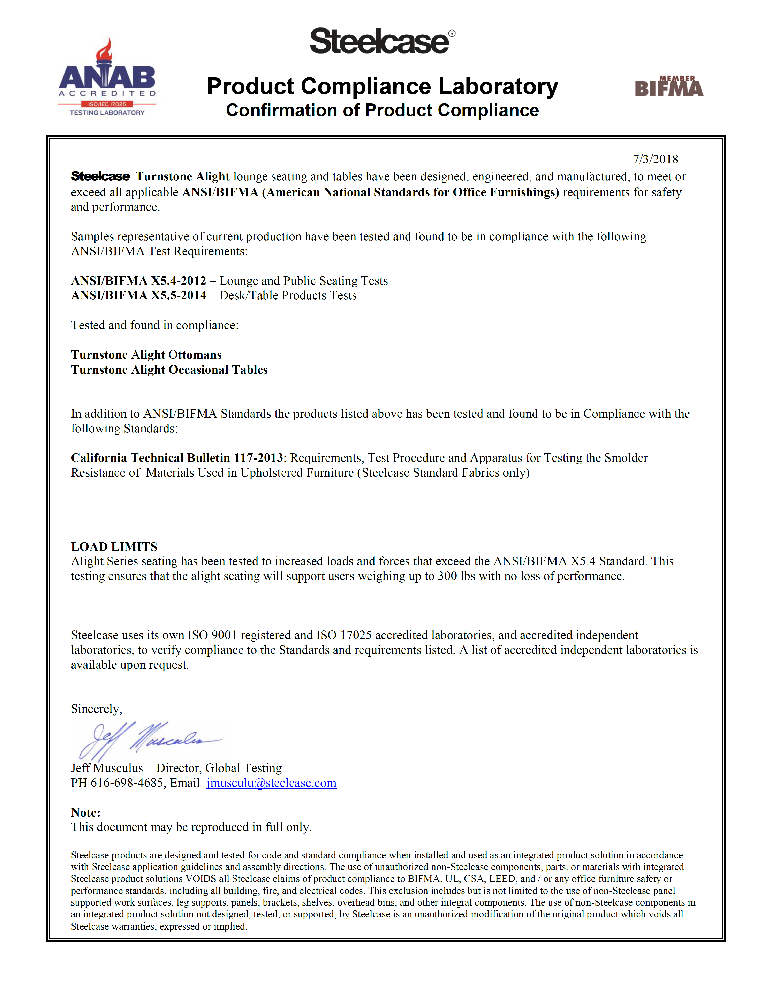 Steelcase®
ANAB
ACCREDITED
ISO/IEC 17025
TESTING LABORATORY
Product Compliance Laboratory
Confirmation of Product Compliance
MEMBER
BIFMA
7/3/2018
Steelcase Turnstone Alight lounge seating and tables have been designed, engineered, and manufactured, to meet or
exceed all applicable ANSI/BIFMA (American National Standards for Office Furnishings) requirements for safety
and performance.
Samples representative of current production have been tested and found to be in compliance with the following
ANSI/BIFMA Test Requirements:
ANSI/BIFMA X5.4-2012 – Lounge and Public Seating Tests
ANSI/BIFMA X5.5-2014 – Desk/Table Products Tests
Tested and found in compliance:
Turnstone Alight Ottomans
Turnstone Alight Occasional Tables
In addition to ANSI/BIFMA Standards the products listed above has been tested and found to be in Compliance with the
following Standards:
California Technical Bulletin 117-2013: Requirements, Test Procedure and Apparatus for Testing the Smolder
Resistance of Materials Used in Upholstered Furniture (Steelcase Standard Fabrics only)
LOAD LIMITS
Alight Series seating has been tested to increased loads and forces that exceed the ANSI/BIFMA X5.4 Standard. This
testing ensures that the alight seating will support users weighing up to 300 lbs with no loss of performance.
Steelcase uses its own ISO 9001 registered and ISO 17025 accredited laboratories, and accredited independent
laboratories, to verify compliance to the Standards and requirements listed. A list of accredited independent laboratories is
available upon request.
Sincerely,
Jeff Musculus
Jeff Musculus – Director, Global Testing
PH 616-698-4685, Email jmusculu@steelcase.com
Note:
This document may be reproduced in full only.
Steelcase products are designed and tested for code and standard compliance when installed and used as an integrated product solution in accordance
with Steelcase application guidelines and assembly directions. The use of unauthorized non-Steelcase components, parts, or materials with integrated
Steelcase product solutions VOIDS all Steelcase claims of product compliance to BIFMA, UL, CSA, LEED, and / or any office furniture safety or
performance standards, including all building, fire, and electrical codes. This exclusion includes but is not limited to the use of non-Steelcase panel
supported work surfaces, leg supports, panels, brackets, shelves, overhead bins, and other integral components. The use of non-Steelcase components in
an integrated product solution not designed, tested, or supported, by Steelcase is an unauthorized modification of the original product which voids all
Steelcase warranties, expressed or implied.